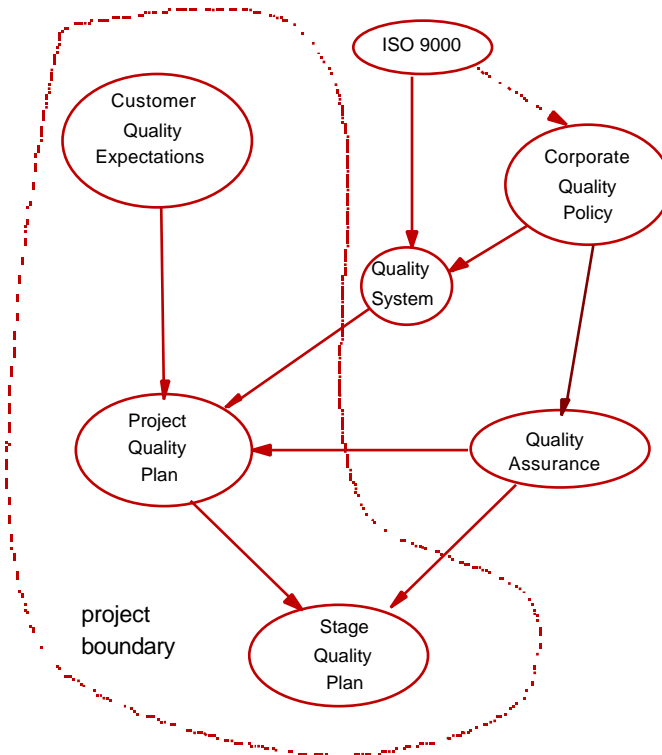 ISO 9000
Customer
Quality
Expectations
Corporate
Quality
Policy
Quality
System
Project
Quality
Plan
Quality
Assurance
project
boundary
Stage
Quality
Plan